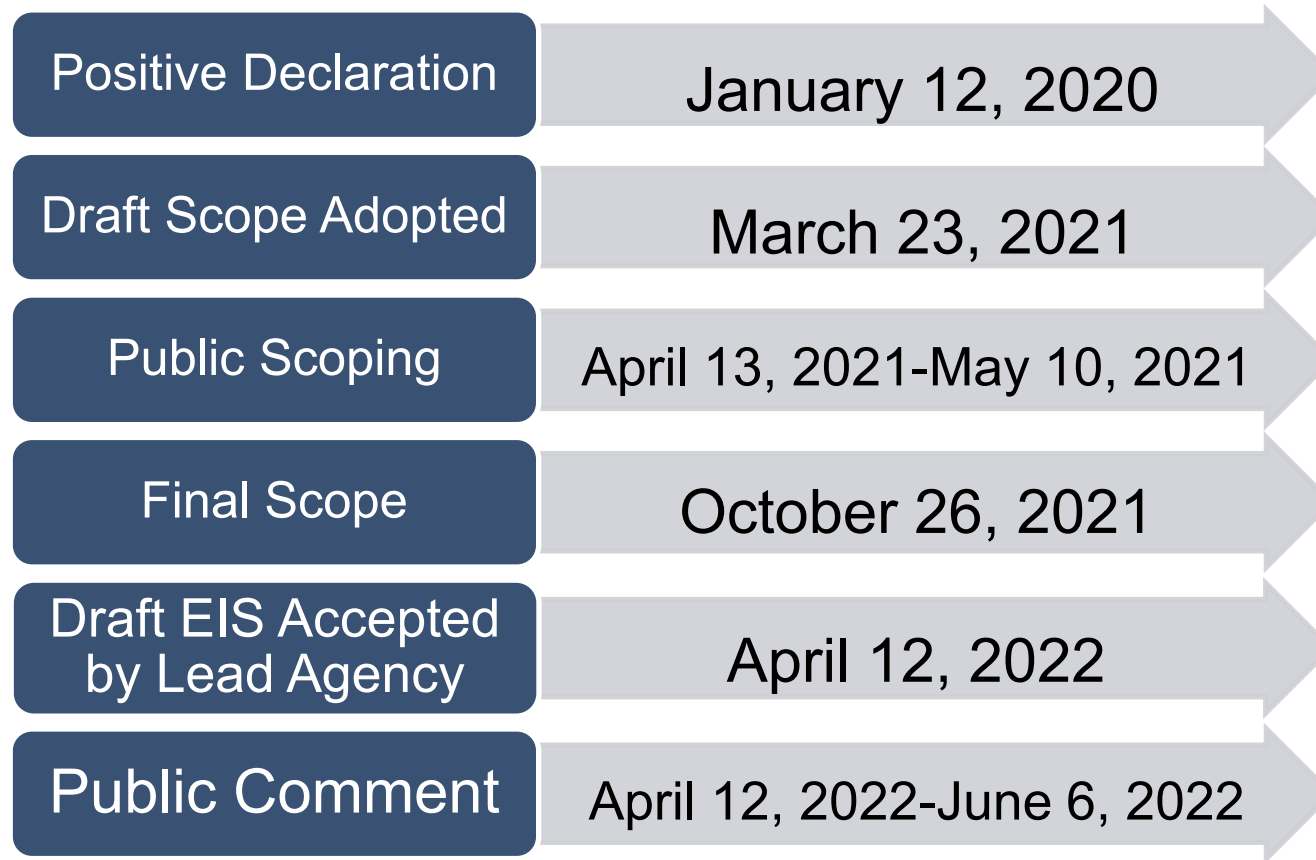 Positive Declaration
January 12, 2020
Draft Scope Adopted
March 23, 2021
Public Scoping
April 13, 2021-May 10, 2021
Final Scope
October 26, 2021
Draft EIS Accepted
by Lead Agency
April 12, 2022
Public Comment
April 12, 2022-June 6, 2022